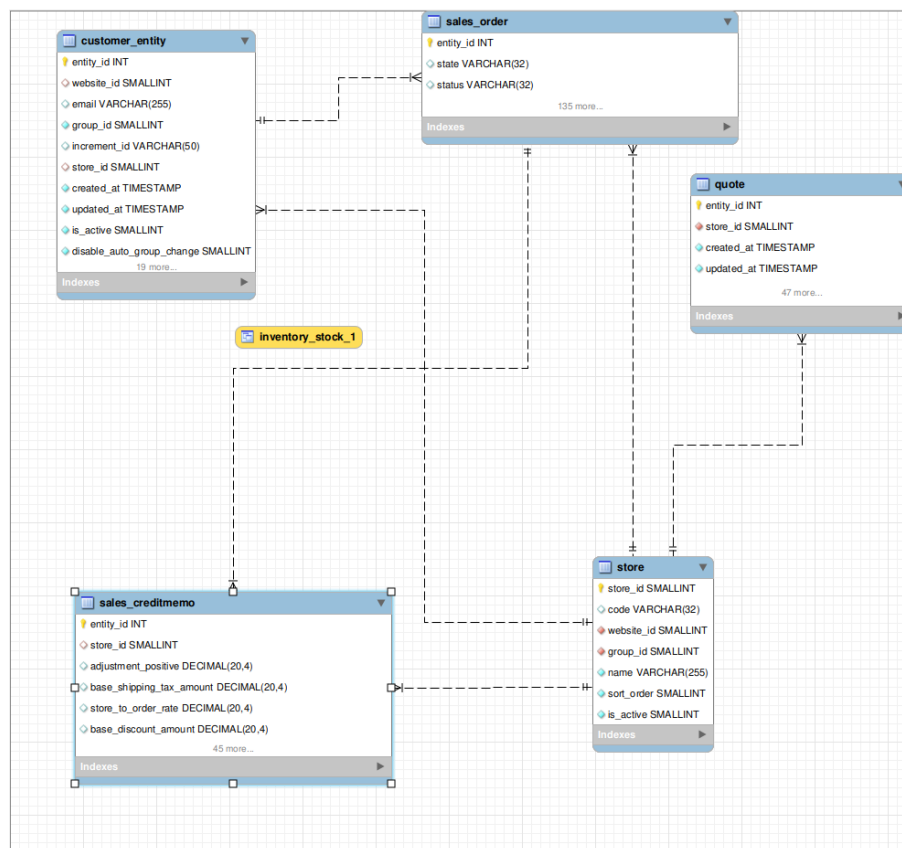 customer_entity
entity_id INT
website_id SMALLINT
email VARCHAR(255)
group_id SMALLINT
increment_id VARCHAR(50)
store_id SMALLINT
created_at TIMESTAMP
updated_at TIMESTAMP
is_active SMALLINT
disable_auto_group_change SMALLINT
19 more...
Indexes
sales_order
entity_id INT
state VARCHAR(32)
status VARCHAR(32)
135 more...
Indexes
quote
entity_id INT
store_id SMALLINT
created_at TIMESTAMP
updated_at TIMESTAMP
47 more...
Indexes
inventory_stock_1
sales_creditmemo
entity_id INT
store_id SMALLINT
adjustment_positive DECIMAL(20,4)
base_shipping_tax_amount DECIMAL(20,4)
store_to_order_rate DECIMAL(20,4)
base_discount_amount DECIMAL(20,4)
45 more...
Indexes
store
store_id SMALLINT
code VARCHAR(32)
website_id SMALLINT
group_id SMALLINT
name VARCHAR(255)
sort_order SMALLINT
is_active SMALLINT
Indexes